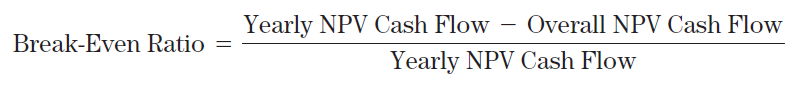 Yearly NPV Cash Flow − Overall NPV Cash Flow
Break-Even Ratio =
Yearly NPV Cash Flow